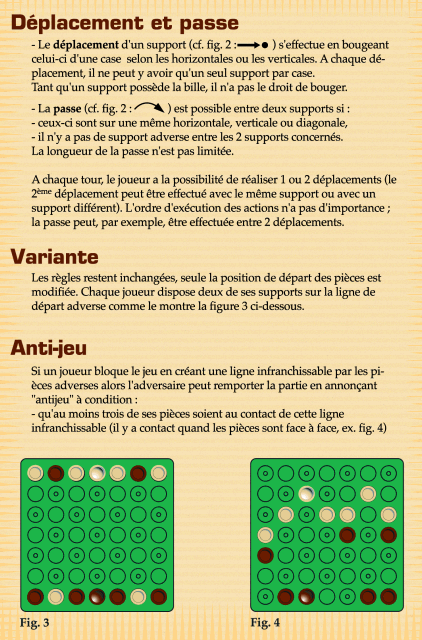 Déplacement et passe
- Le déplacement d'un support (cf. fig. 2 : ) s'effectue en bougeant
celui-ci d'une case selon les horizontales ou les verticales. A chaque dé-
placement, il ne peut y avoir qu'un seul support par case.
Tant qu'un support possède la bille, il n'a pas le droit de bouger.
- La passe (cf. fig. 2 : ) est possible entre deux supports si :
- ceux-ci sont sur une même horizontale, verticale ou diagonale,
- il n'y a pas de support adverse entre les 2 supports concernés.
La longueur de la passe n'est pas limitée.
A chaque tour, le joueur a la possibilité de réaliser 1 ou 2 déplacements (le
2ème déplacement peut être effectué avec le même support ou avec un
support différent). L'ordre d'exécution des actions n'a pas d'importance ;
la passe peut, par exemple, être effectuée entre 2 déplacements.
Variante
Les règles restent inchangées, seule la position de départ des pièces est
modifiée. Chaque joueur dispose deux de ses supports sur la ligne de
départ adverse comme le montre la figure 3 ci-dessous.
Anti-jeu
Si un joueur bloque le jeu en créant une ligne infranchissable par les pi-
èces adverses alors l'adversaire peut remporter la partie en annonçant
"antijeu" à condition :
- qu'au moins trois de ses pièces soient au contact de cette ligne
infranchissable (il y a contact quand les pièces sont face à face, ex. fig. 4)
Fig. 3
Fig. 4